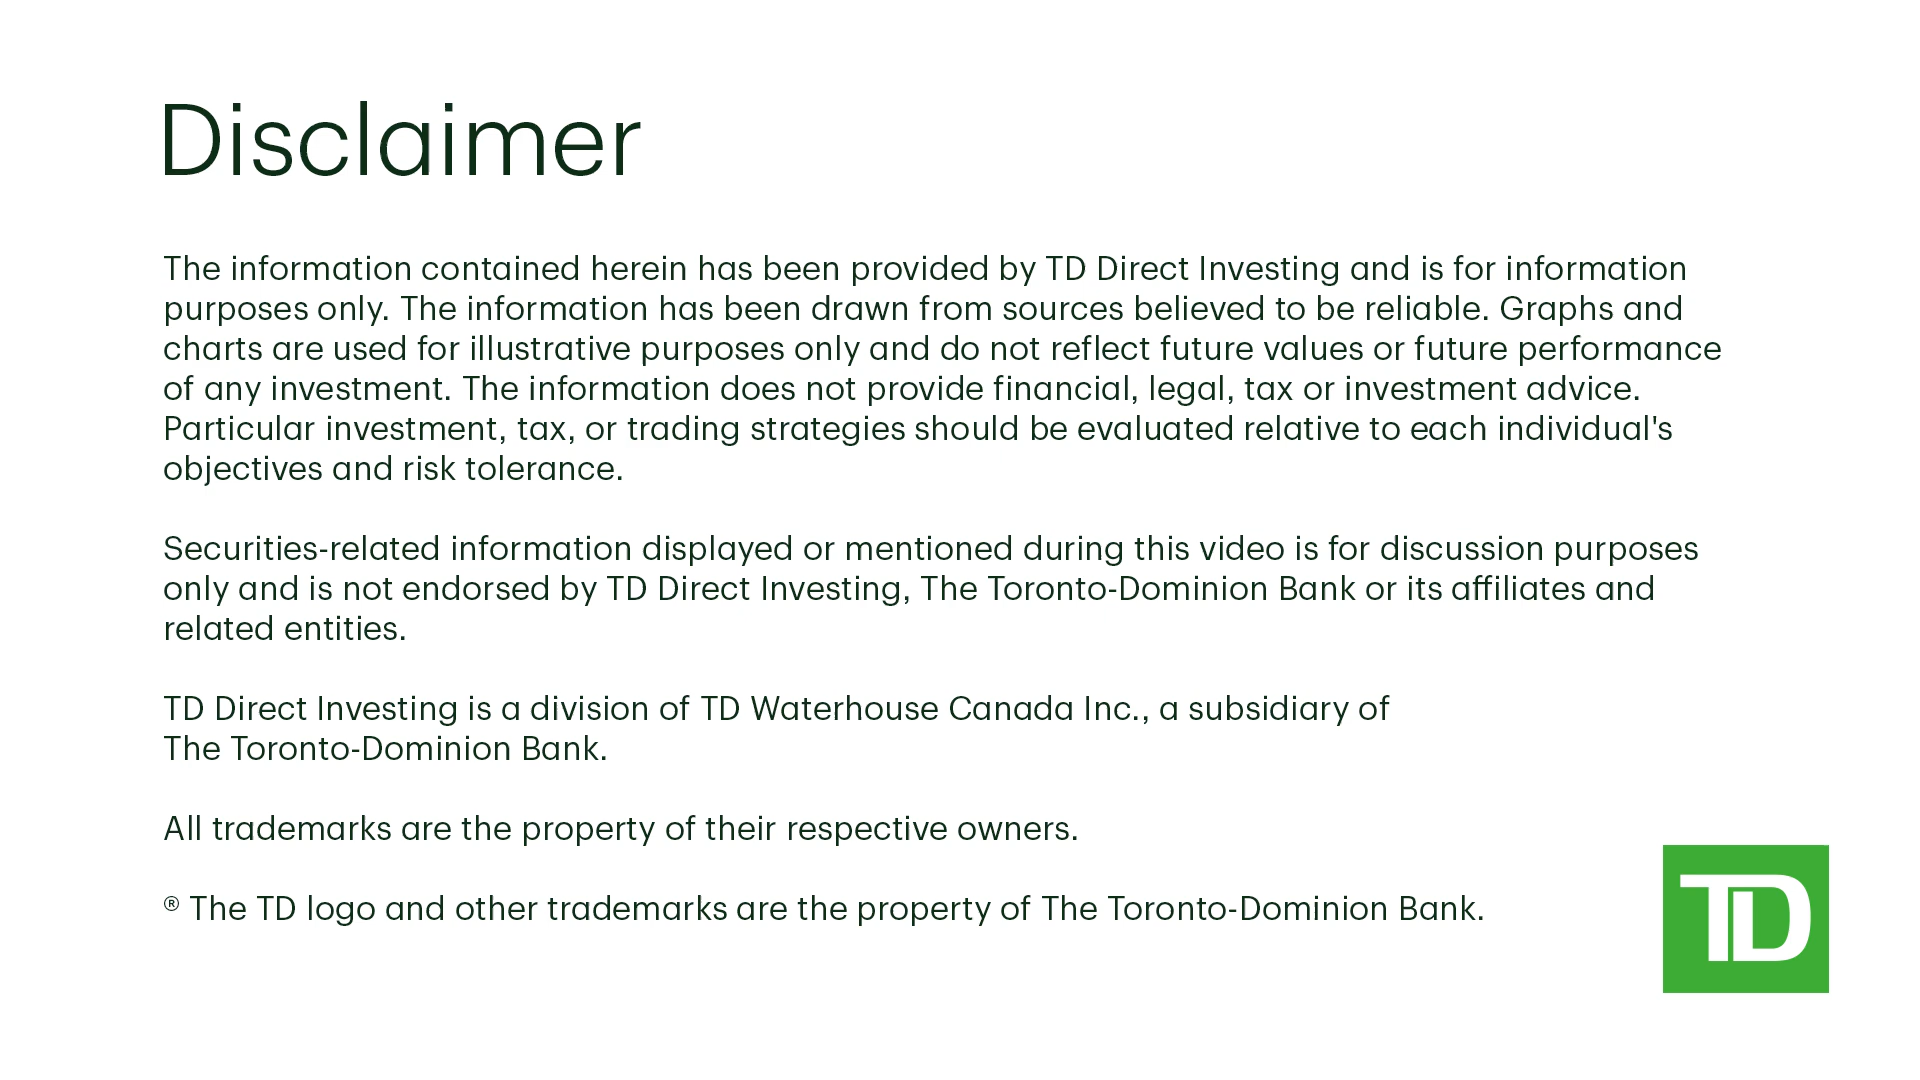 Disclaimer
The information contained herein has been provided by TD Direct Investing and is for information
purposes only. The information has been drawn from sources believed to be reliable. Graphs and
charts are used for illustrative purposes only and do not reflect future values or future performance
of any investment. The information does not provide financial, legal, tax or investment advice.
Particular investment, tax, or trading strategies should be evaluated relative to each individual's
objectives and risk tolerance.
Securities-related information displayed or mentioned during this video is for discussion purposes
only and is not endorsed by TD Direct Investing, The Toronto-Dominion Bank or its affiliates and
related entities.
TD Direct Investing is a division of TD Waterhouse Canada Inc., a subsidiary of
The Toronto-Dominion Bank.
All trademarks are the property of their respective owners.
® The TD logo and other trademarks are the property of The Toronto-Dominion Bank.
TD